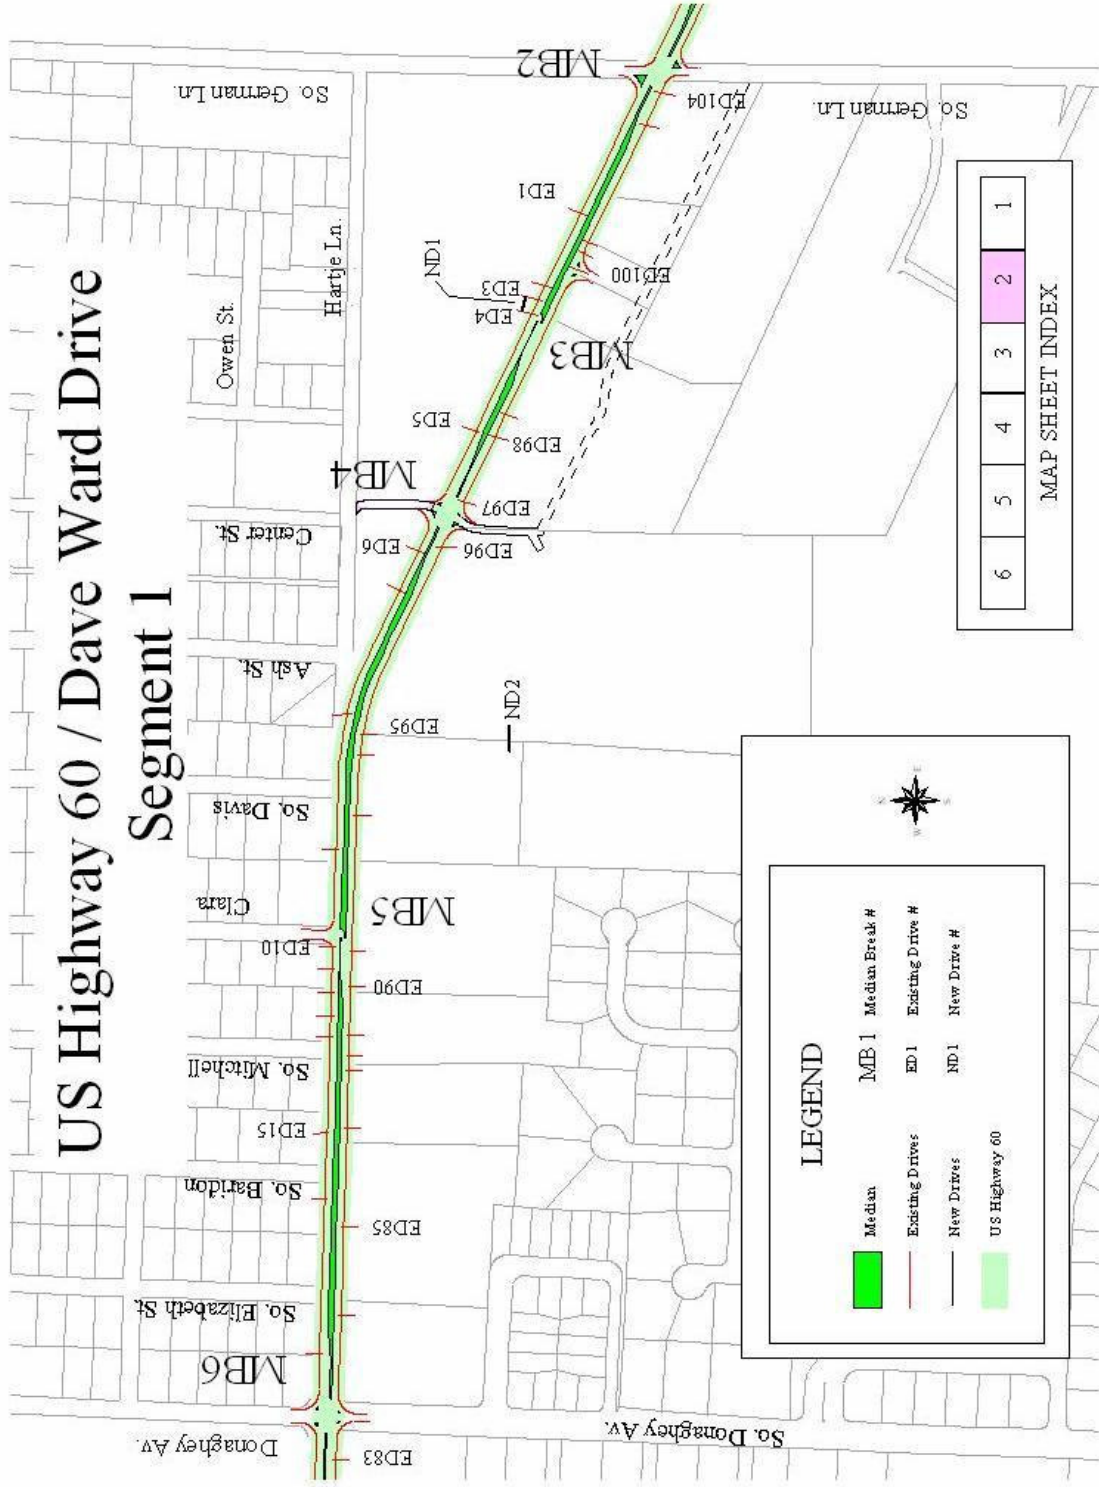 US Highway 60 / Dave Ward Drive
Segment 1
Donaghey Av.
So. Elizabeth St.
So. Baridon
So. Mitchell
Clara
So. Davis
Ash St.
Center St.
Owen St.
Hartje Ln.
So. German Ln.
MB6
ED15
ED10
ED6
MB4
ED5
ED4
ED3
ND1
ED1
MB2
ED83
ED85
ED90
MB5
ED95
ND2
ED96
ED97
ED98
MB3
ED100
ED104
So. Donaghey Av.
So. German Ln.
LEGEND
Median
MB 1
Median Break #
Existing Drives
ED 1
Existing Drive #
New Drives
ND 1
New Drive #
US Highway 60
N
E
S
W
6
5
4
3
2
1
MAP SHEET INDEX